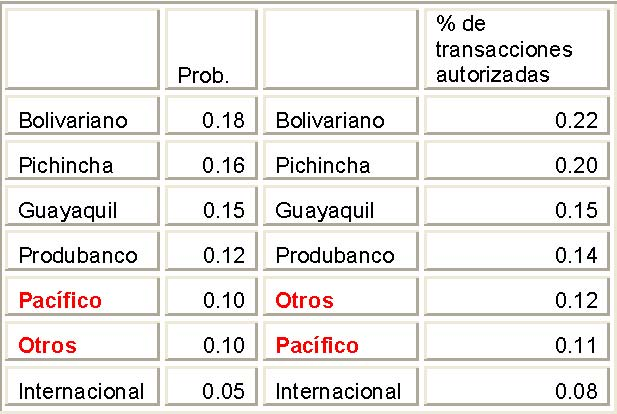 Prob. % de
transacciones
autorizadas
Bolivariano 0.18 Bolivariano 0.22
Pichincha 0.16 Pichincha 0.20
Guayaquil 0.15 Guayaquil 0.15
Produbanco 0.12 Produbanco 0.14
Pacífico 0.10 Otros 0.12
Otros 0.10 Pacífico 0.11
Internacional 0.05 Internacional 0.08